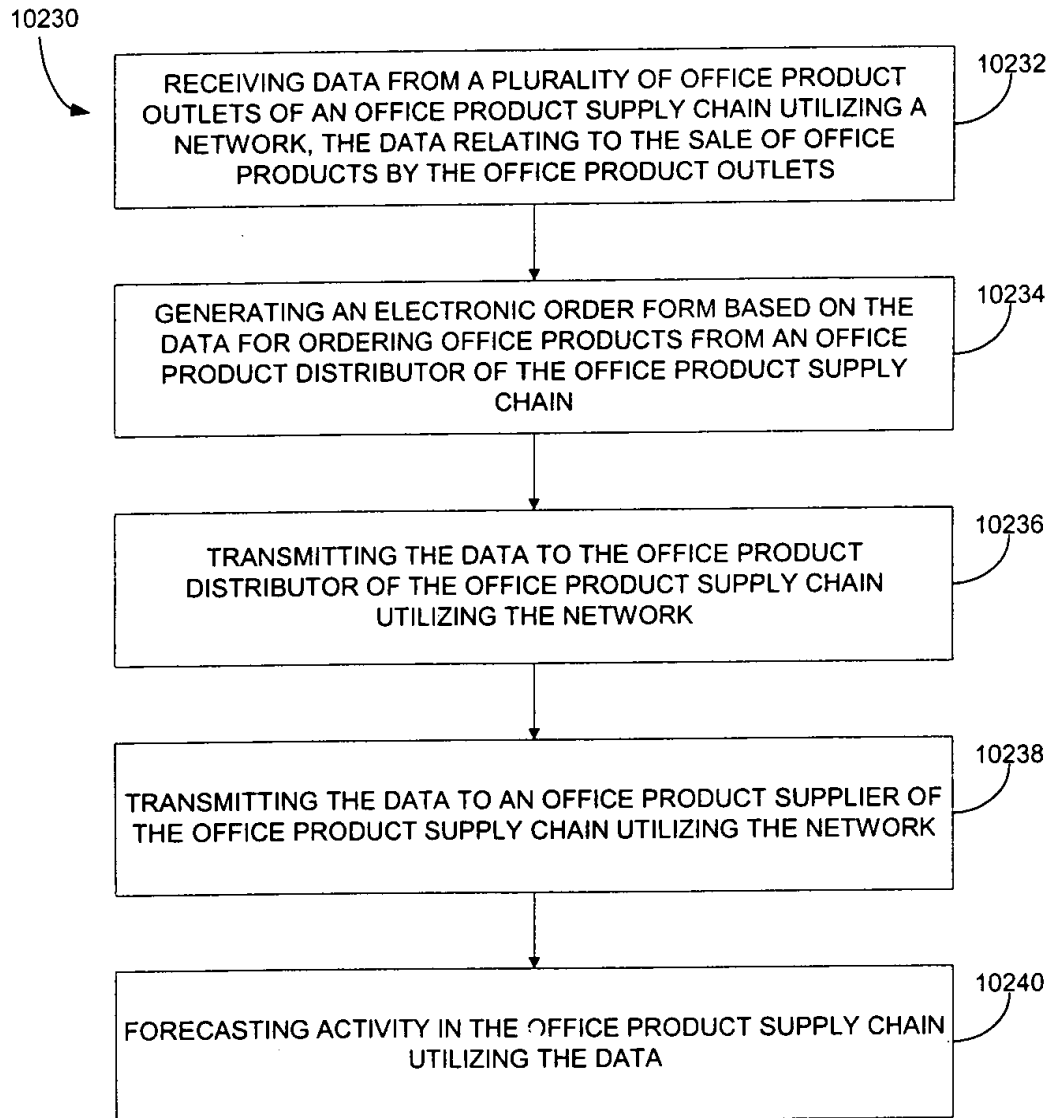 10230
RECEIVING DATA FROM A PLURALITY OF OFFICE PRODUCT
OUTLETS OF AN OFFICE PRODUCT SUPPLY CHAIN UTILIZING A
NETWORK, THE DATA RELATING TO THE SALE OF OFFICE
PRODUCTS BY THE OFFICE PRODUCT OUTLETS
10232
GENERATING AN ELECTRONIC ORDER FORM BASED ON THE
DATA FOR ORDERING OFFICE PRODUCTS FROM AN OFFICE
PRODUCT DISTRIBUTOR OF THE OFFICE PRODUCT SUPPLY
CHAIN
10234
TRANSMITTING THE DATA TO THE OFFICE PRODUCT
DISTRIBUTOR OF THE OFFICE PRODUCT SUPPLY CHAIN
UTILIZING THE NETWORK
10236
TRANSMITTING THE DATA TO AN OFFICE PRODUCT SUPPLIER OF
THE OFFICE PRODUCT SUPPLY CHAIN UTILIZING THE NETWORK
10238
FORECASTING ACTIVITY IN THE OFFICE PRODUCT SUPPLY CHAIN
UTILIZING THE DATA
10240